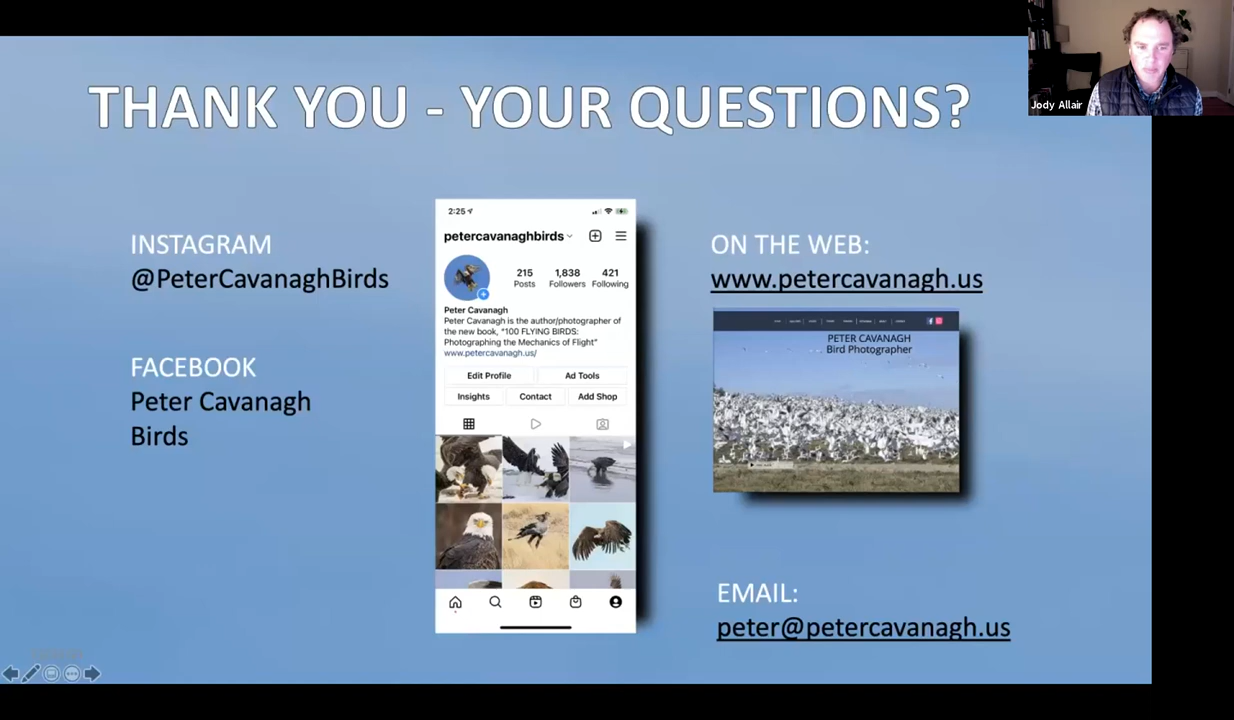 Jody Allair
THANK YOU - YOUR QUESTIONS?
INSTAGRAM
@PeterCavanaghBirds
FACEBOOK
Peter Cavanagh
Birds
2:25
petercavanaghbirds
215
1,838
421
Posts
Followers
Following
Peter Cavanagh
Peter Cavanagh is the author/photographer of
the new book, "100 FLYING BIRDS:
Photographing the Mechanics of Flight"
www.petercavanagh.us/
Edit Profile
Ad Tools
Insights
Contact
Add Shop
ON THE WEB:
www.petercavanagh.us
PETER CAVANAGH
Bird Photographer
EMAIL:
peter@petercavanagh.us